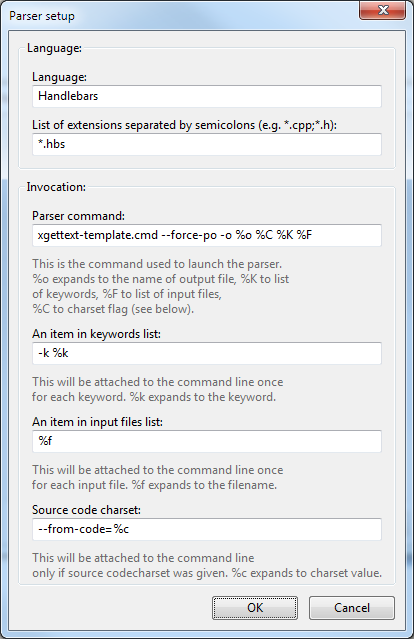 Parser setup
Language:
Language:
Handlebars
List of extensions separated by semicolons (e.g. *.cpp;*.h):
*.hbs
Invocation:
Parser command:
xgettext-template.cmd --force-po -o %o %C %K %F
This is the command used to launch the parser.
%o expands to the name of output file, %K to list
of keywords, %F to list of input files,
%C to charset flag (see below).
An item in keywords list:
-k %k
This will be attached to the command line once
for each keyword. %k expands to the keyword.
An item in input files list:
%f
This will be attached to the command line once
for each input file. %f expands to the filename.
Source code charset:
--from-code=%c
This will be attached to the command line
only if source codecharset was given. %c expands to charset value.
OK
Cancel